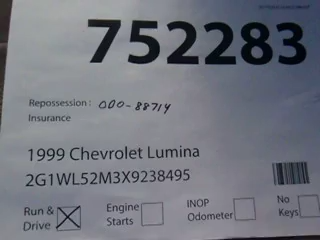 752283
Repossession: 000-88714
Insurance
1999 Chevrolet Lumina
2G1WL52M3X9238495
Run & Drive
Engine Starts
INOP Odometer
No Keys